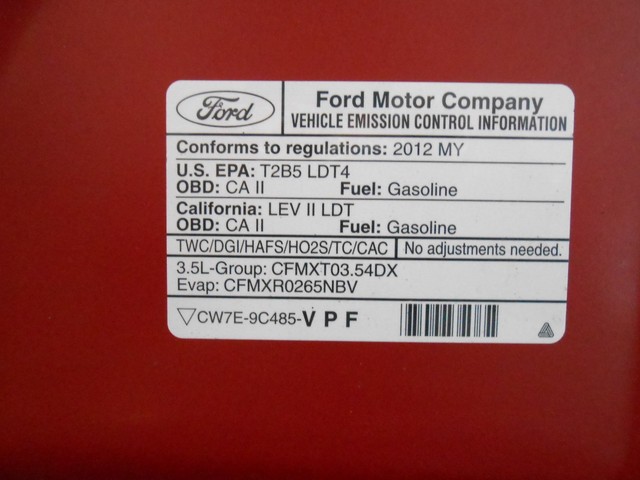 Ford
Ford Motor Company
VEHICLE EMISSION CONTROL INFORMATION
Conforms to regulations: 2012 MY
U.S. EPA: T2B5 LDT4
OBD: CA II Fuel: Gasoline
California: LEV II LDT
OBD: CA II Fuel: Gasoline
TWC/DGI/HAFS/HO2S/TC/CAC No adjustments needed.
3.5L-Group: CFMXT03.54DX
Evap: CFMXR0265NBV
▽CW7E-9C485-V P F